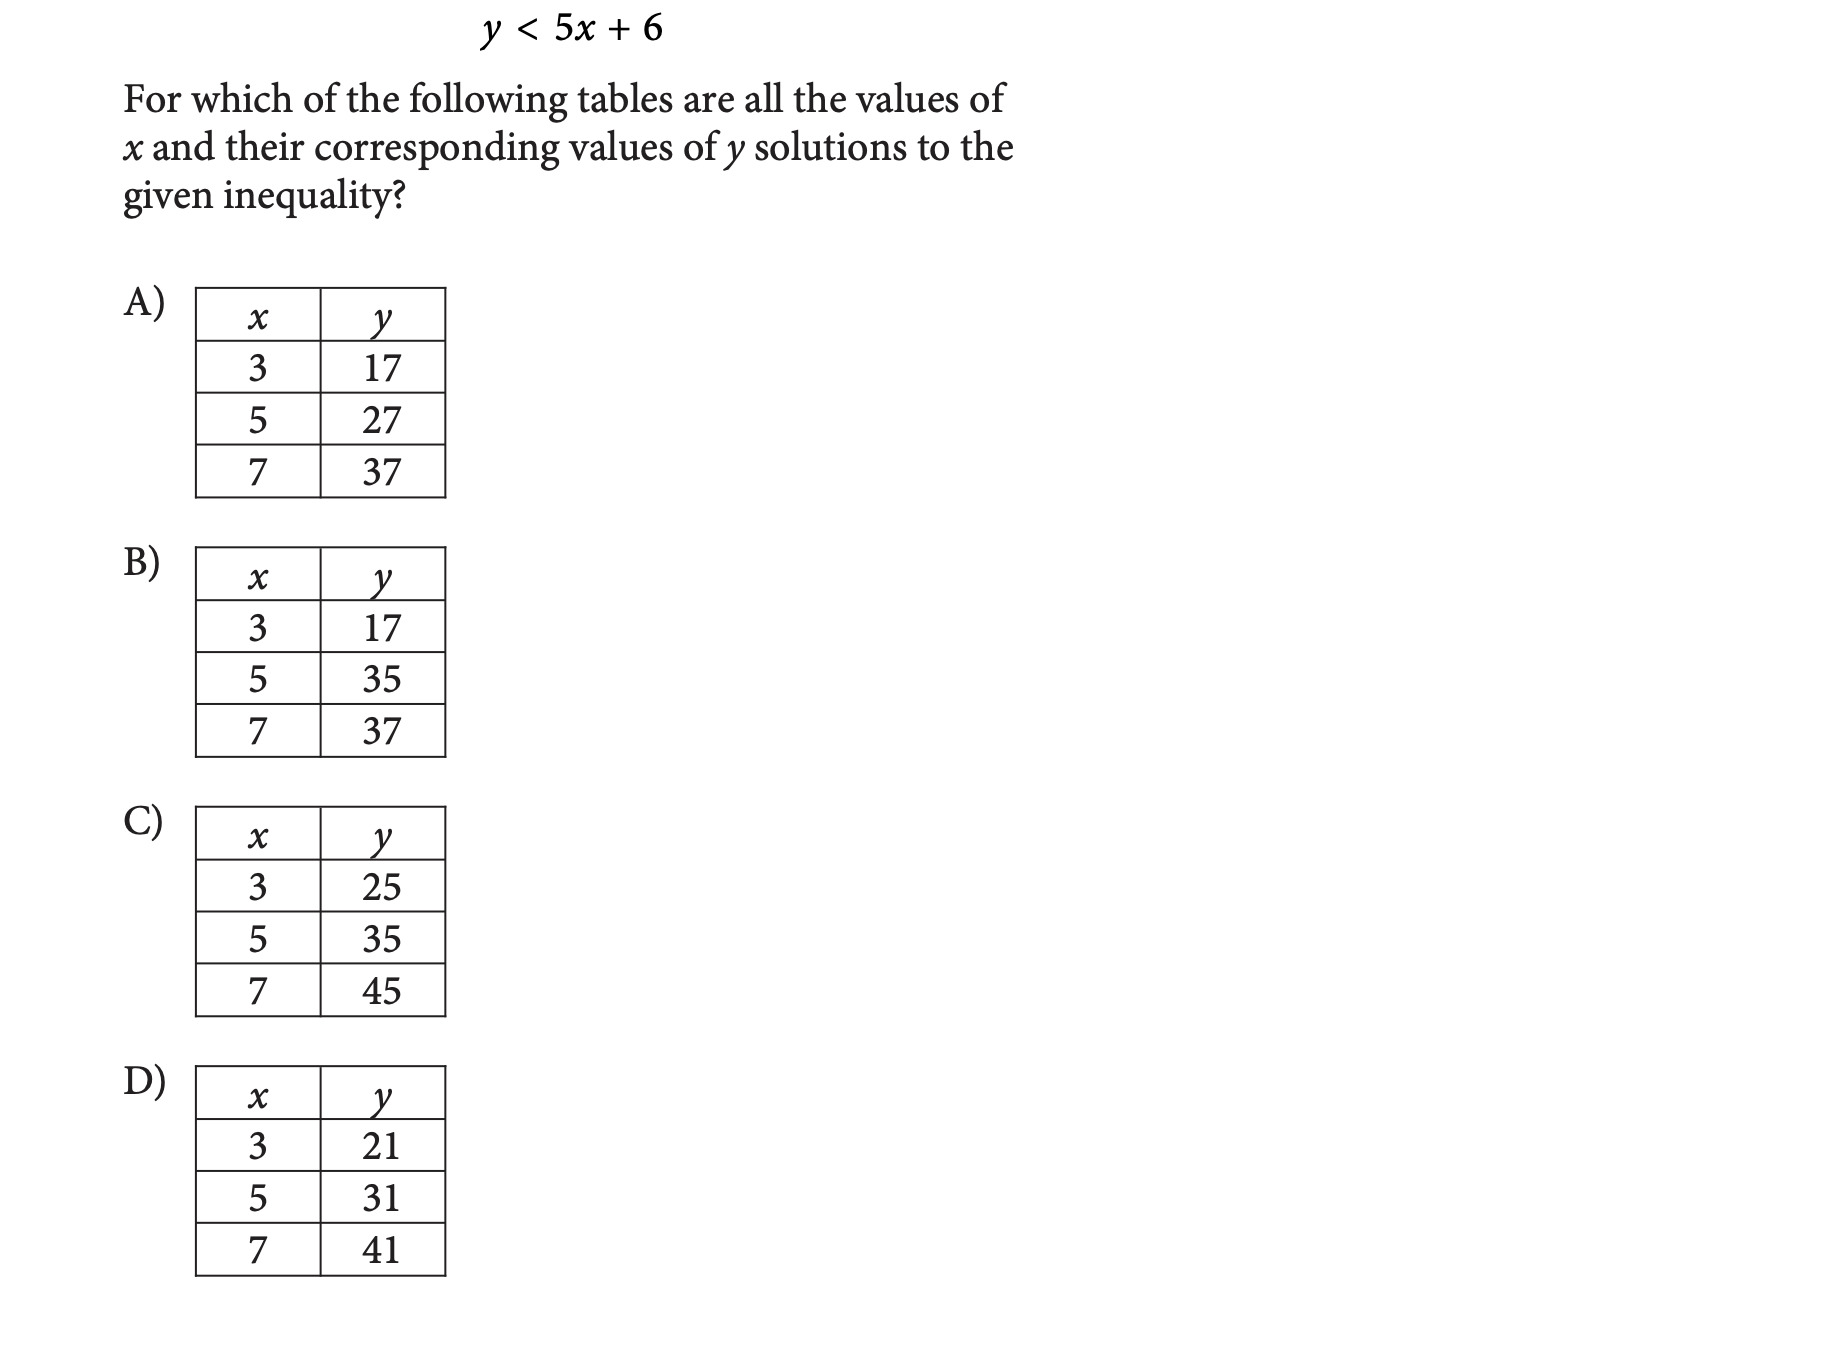 y < 5x + 6
For which of the following tables are all the values of
x and their corresponding values of y solutions to the
given inequality?
A)
x y
3 17
5 27
7 37
B)
x y
3 17
5 35
7 37
C)
x y
3 25
5 35
7 45
D)
x y
3 21
5 31
7 41